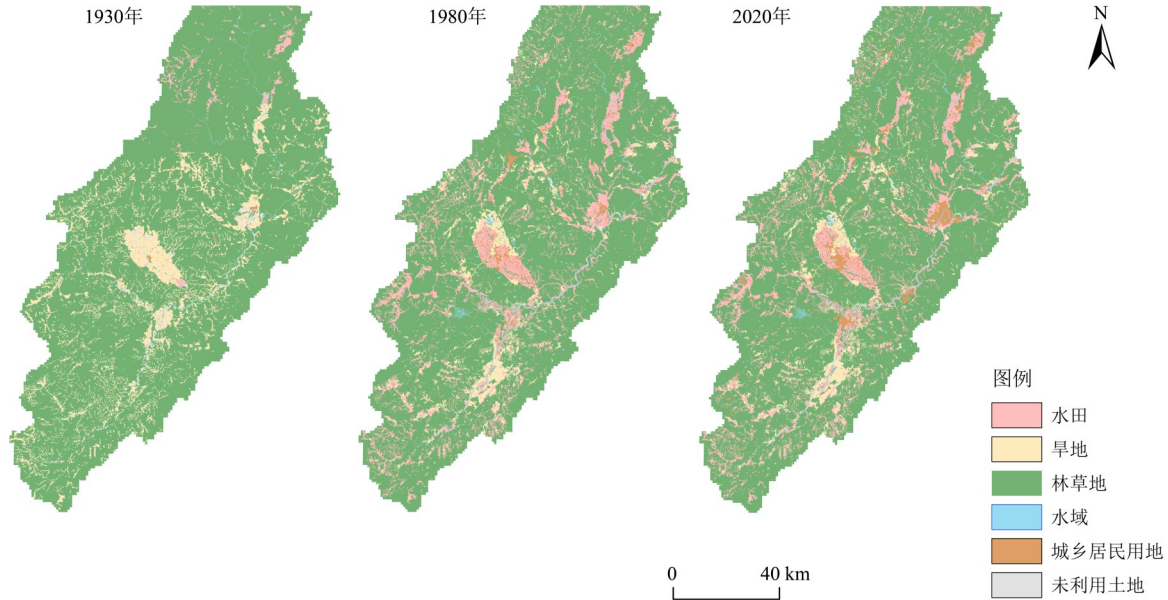 1930年
1980年
2020年
N
图例
水田
旱地
林草地
水域
城乡居民用地
未利用土地
0 40 km